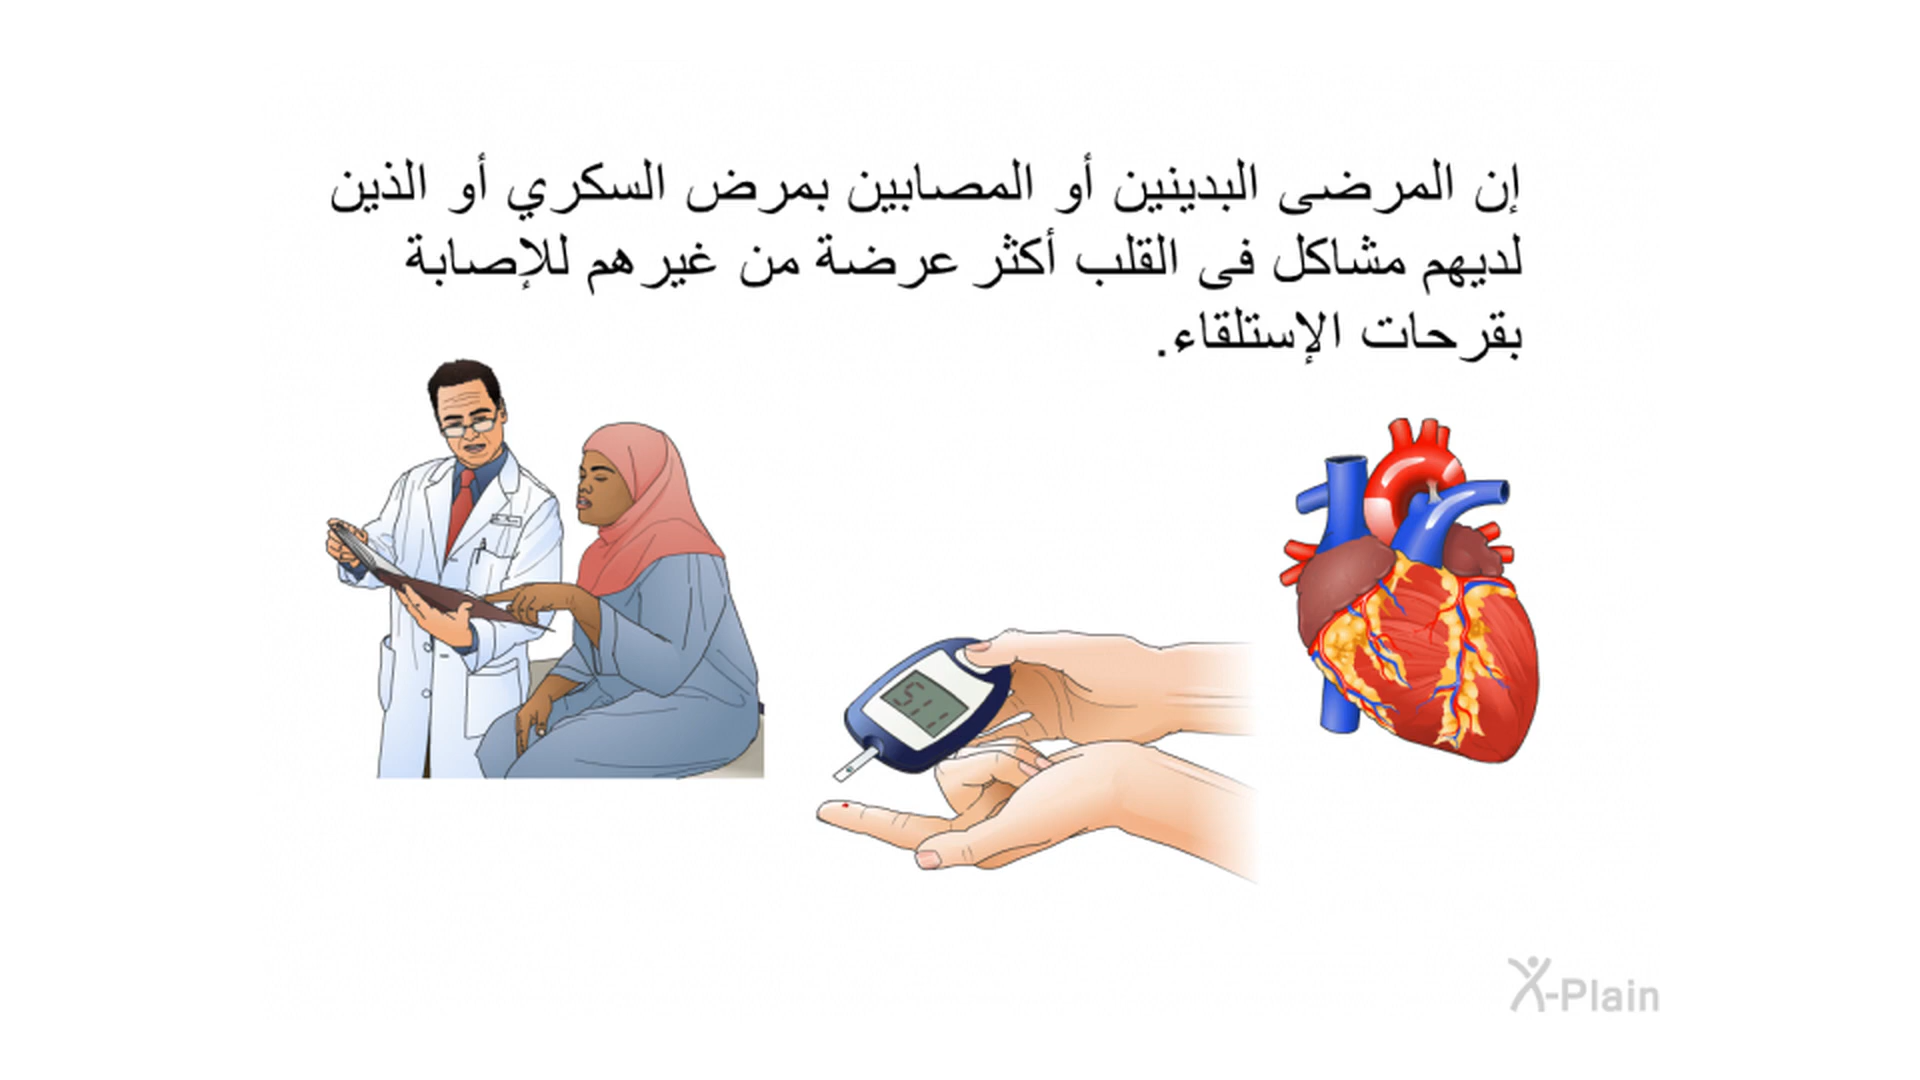 إن المرضى البدينين أو المصابين بمرض السكري أو الذين
لديهم مشاكل فى القلب أكثر عرضة من غيرهم للإصابة
بقرحات الإستلقاء.
X-Plain